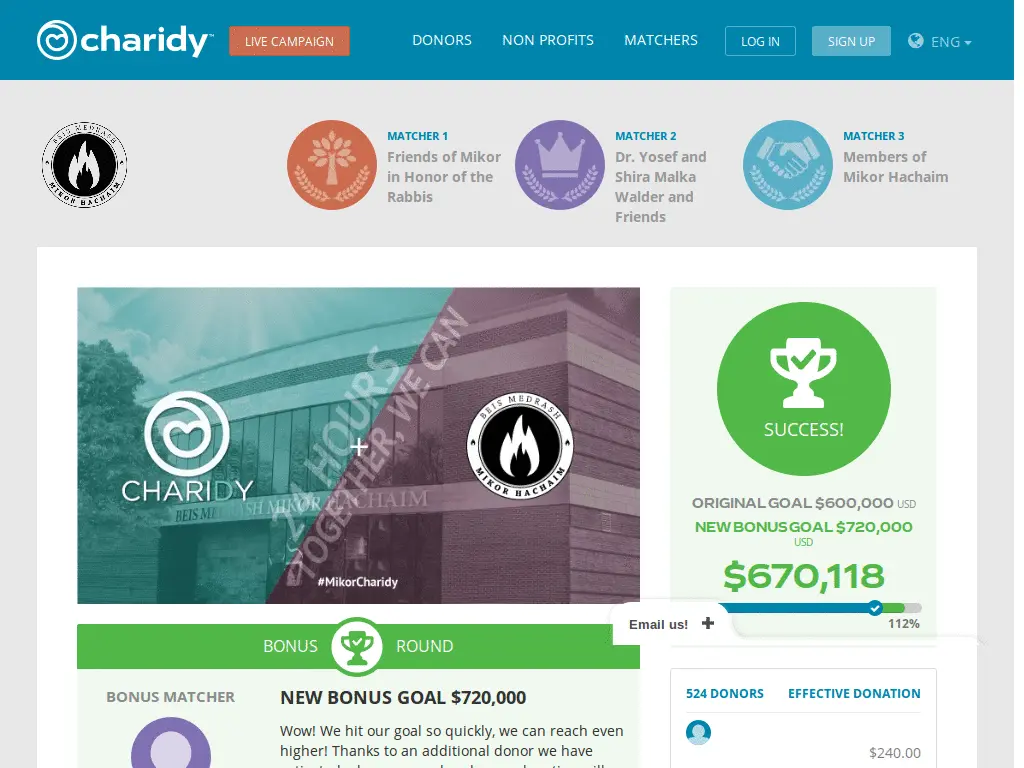 charidy™
LIVE CAMPAIGN
DONORS
NON PROFITS
MATCHERS
LOG IN
SIGN UP
ENG
BEIS MEDRASH
MIKOR HACHAIM
MATCHER 1
Friends of Mikor
in Honor of the
Rabbis
MATCHER 2
Dr. Yosef and
Shira Malka
Walder and
Friends
MATCHER 3
Members of
Mikor Hachaim
24 HOURS
TOGETHER, WE CAN
CHARIDY
+
BEIS MEDRASH
MIKOR HACHAIM
BEIS MEDRASH MIKOR HACHAIM
#MikorCharidy
SUCCESS!
ORIGINAL GOAL $600,000 USD
NEW BONUS GOAL $720,000
USD
$670,118
112%
Email us! +
BONUS ROUND
BONUS MATCHER
NEW BONUS GOAL $720,000
Wow! We hit our goal so quickly, we can reach even
higher! Thanks to an additional donor we have
524 DONORS
EFFECTIVE DONATION
$240.00